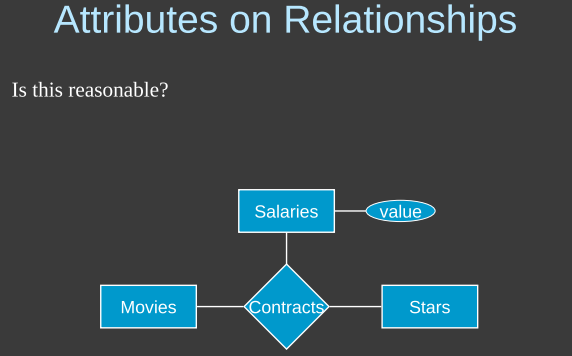 Attributes on Relationships
Is this reasonable?
Salaries
value
Movies
Contracts
Stars